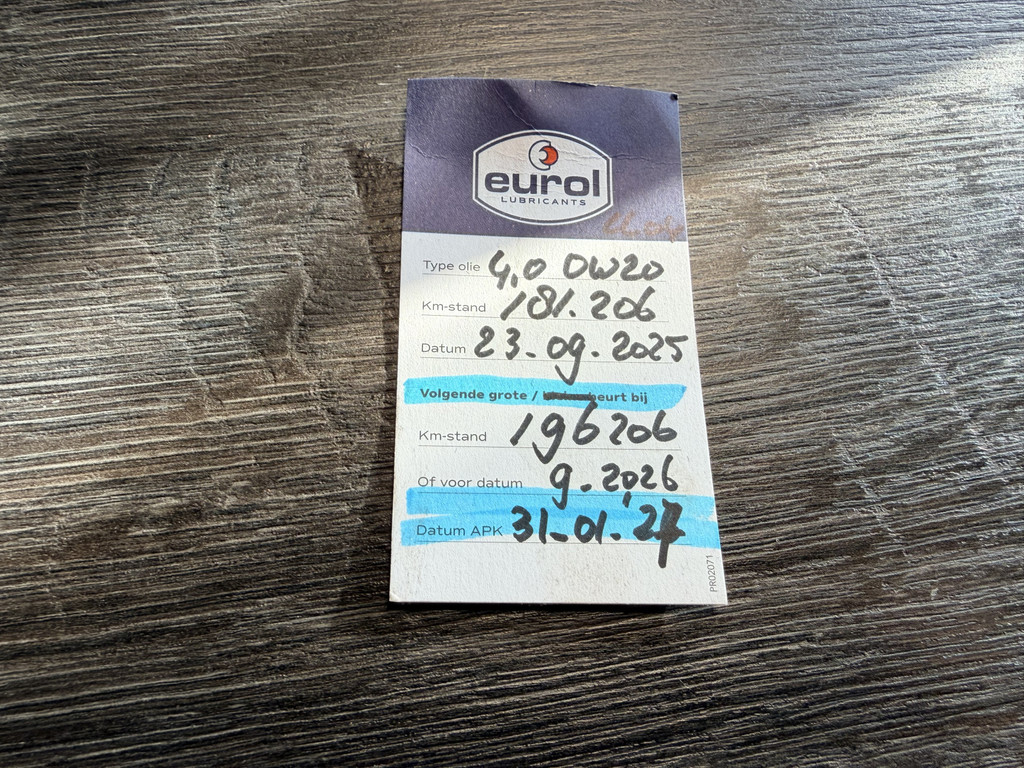 eurol
LUBRICANTS
Type olie 4,0 0W20
Km-stand 181.206
Datum 23-09.2025
Volgende grote / beurt bij
Km-stand 196206
Of voor datum 9-2026
Datum APK 31-01-27
PR02071